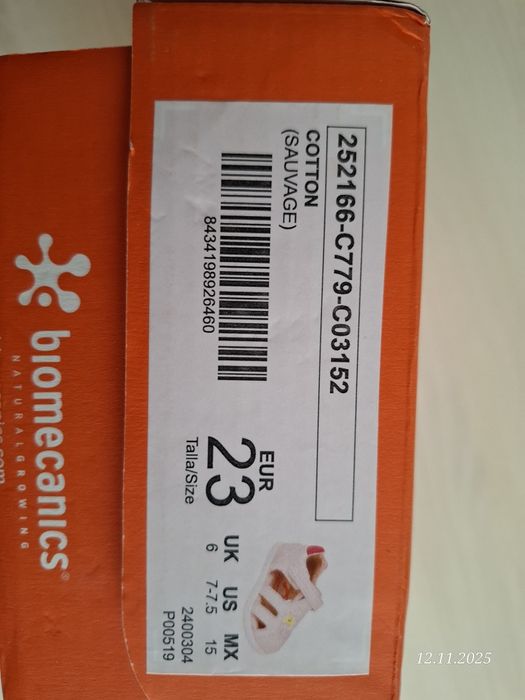 252166-C779-C03152
COTTON
(SAUVAGE)
8434198926460
EUR
23
Talla/Size
UK US MX
6 7-7.5 15
2400304
P00519
biomecanics®
NATURALGROWING
12.11.2025